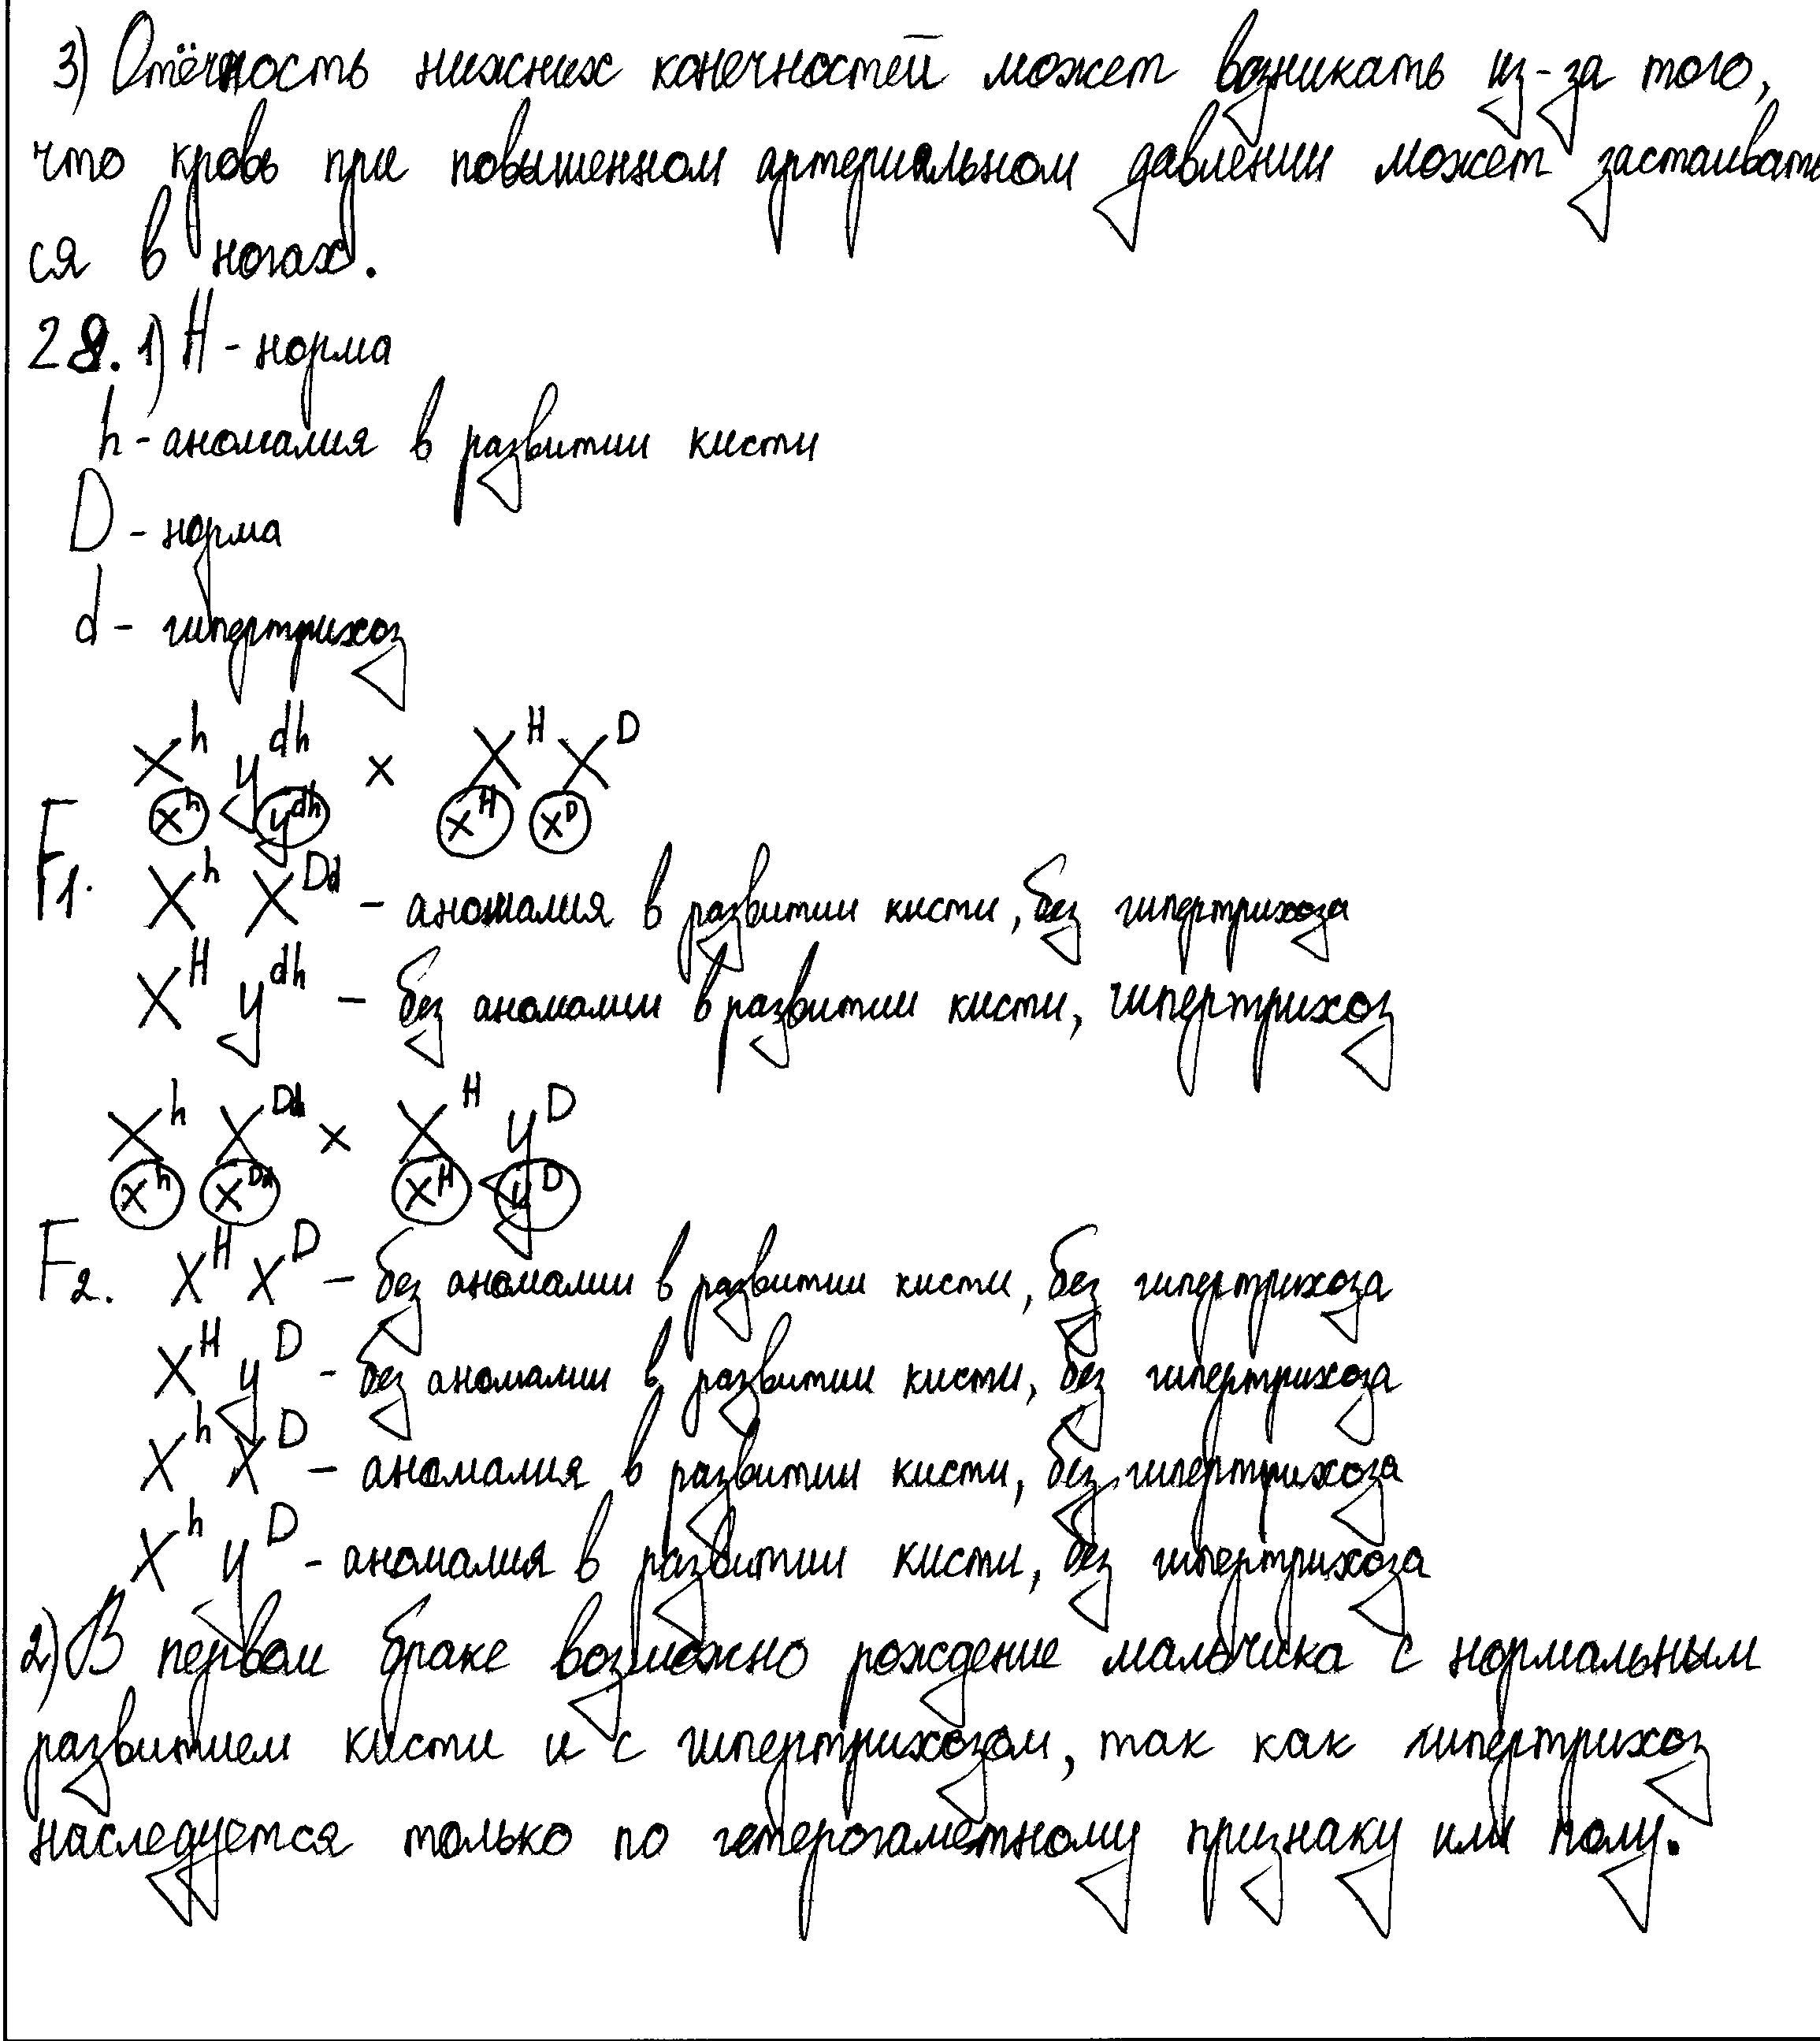 3) Отёчность нижних конечностей может возникать из-за того,
что кровь при повышенном артериальном давлении может застаивать
ся в ногах.
28. 1) H - норма
h - аномалия в развитии кисти
D - норма
d - гипертрихоз
X^h y^dh × X^H X^D
x^h y^dh x^H x^D
F1. X^h X^Dd - аномалия в развитии кисти, без гипертрихоза
X^H y^dh - без аномалии в развитии кисти, гипертрихоз
X^h X^Dd × X^H y^D
x^h x^Dd x^H y^D
F2. X^H X^D - без аномалии в развитии кисти, без гипертрихоза
X^H y^D - без аномалии в развитии кисти, без гипертрихоза
X^h X^D - аномалия в развитии кисти, без гипертрихоза
X^h y^D - аномалия в развитии кисти, без гипертрихоза
2) В первом браке возможно рождение мальчика с нормальным
развитием кисти и с гипертрихозом, так как гипертрихоз
наследуется только по гетерогаметному признаку или полу.